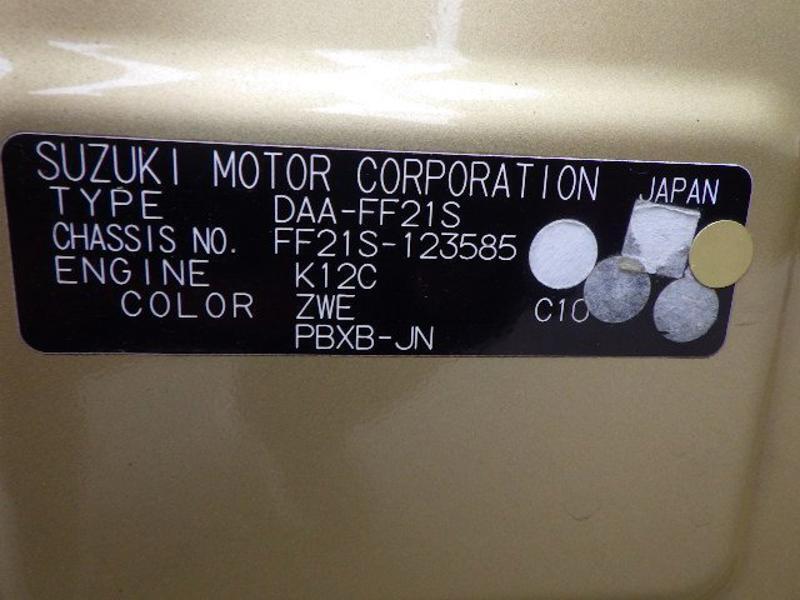 SUZUKI MOTOR CORPORATION JAPAN
TYPE DAA-FF21S
CHASSIS NO. FF21S-123585
ENGINE K12C
COLOR ZWE C10
PBXB-JN